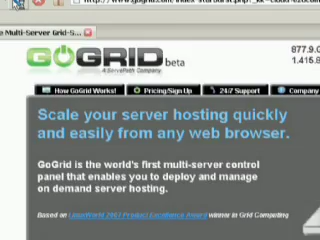 e Multi-Server Grid-S...
GOGRID beta
A ServePath Company
877.9
1.415.8
How GoGrid Works!
Pricing/Sign Up
24/7 Support
Company
Scale your server hosting quickly
and easily from any web browser.
GoGrid is the world's first multi-server control
panel that enables you to deploy and manage
on demand server hosting.
Based on LinuxWorld 2007 Product Excellence Award winner in Grid Computing